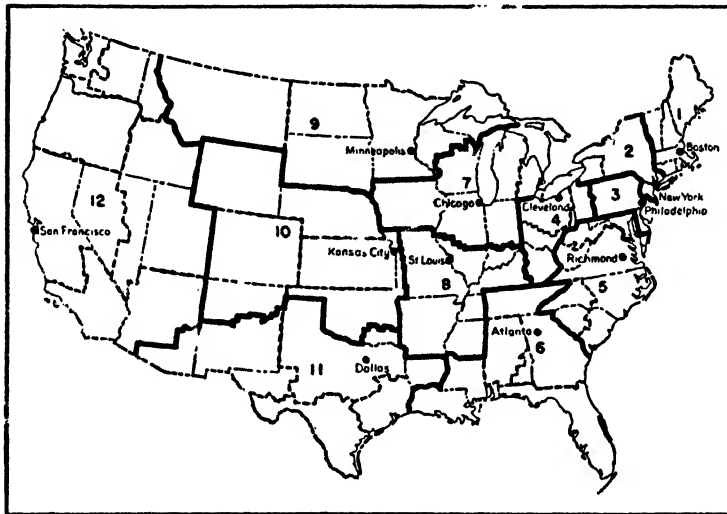 1
2
9
Minneapolis
Boston
7
3
New York
Chicago
Cleveland
4
Philadelphia
12
San Francisco
10
Kansas City
St Louis
Richmond
8
5
Atlanta
6
11
Dallas